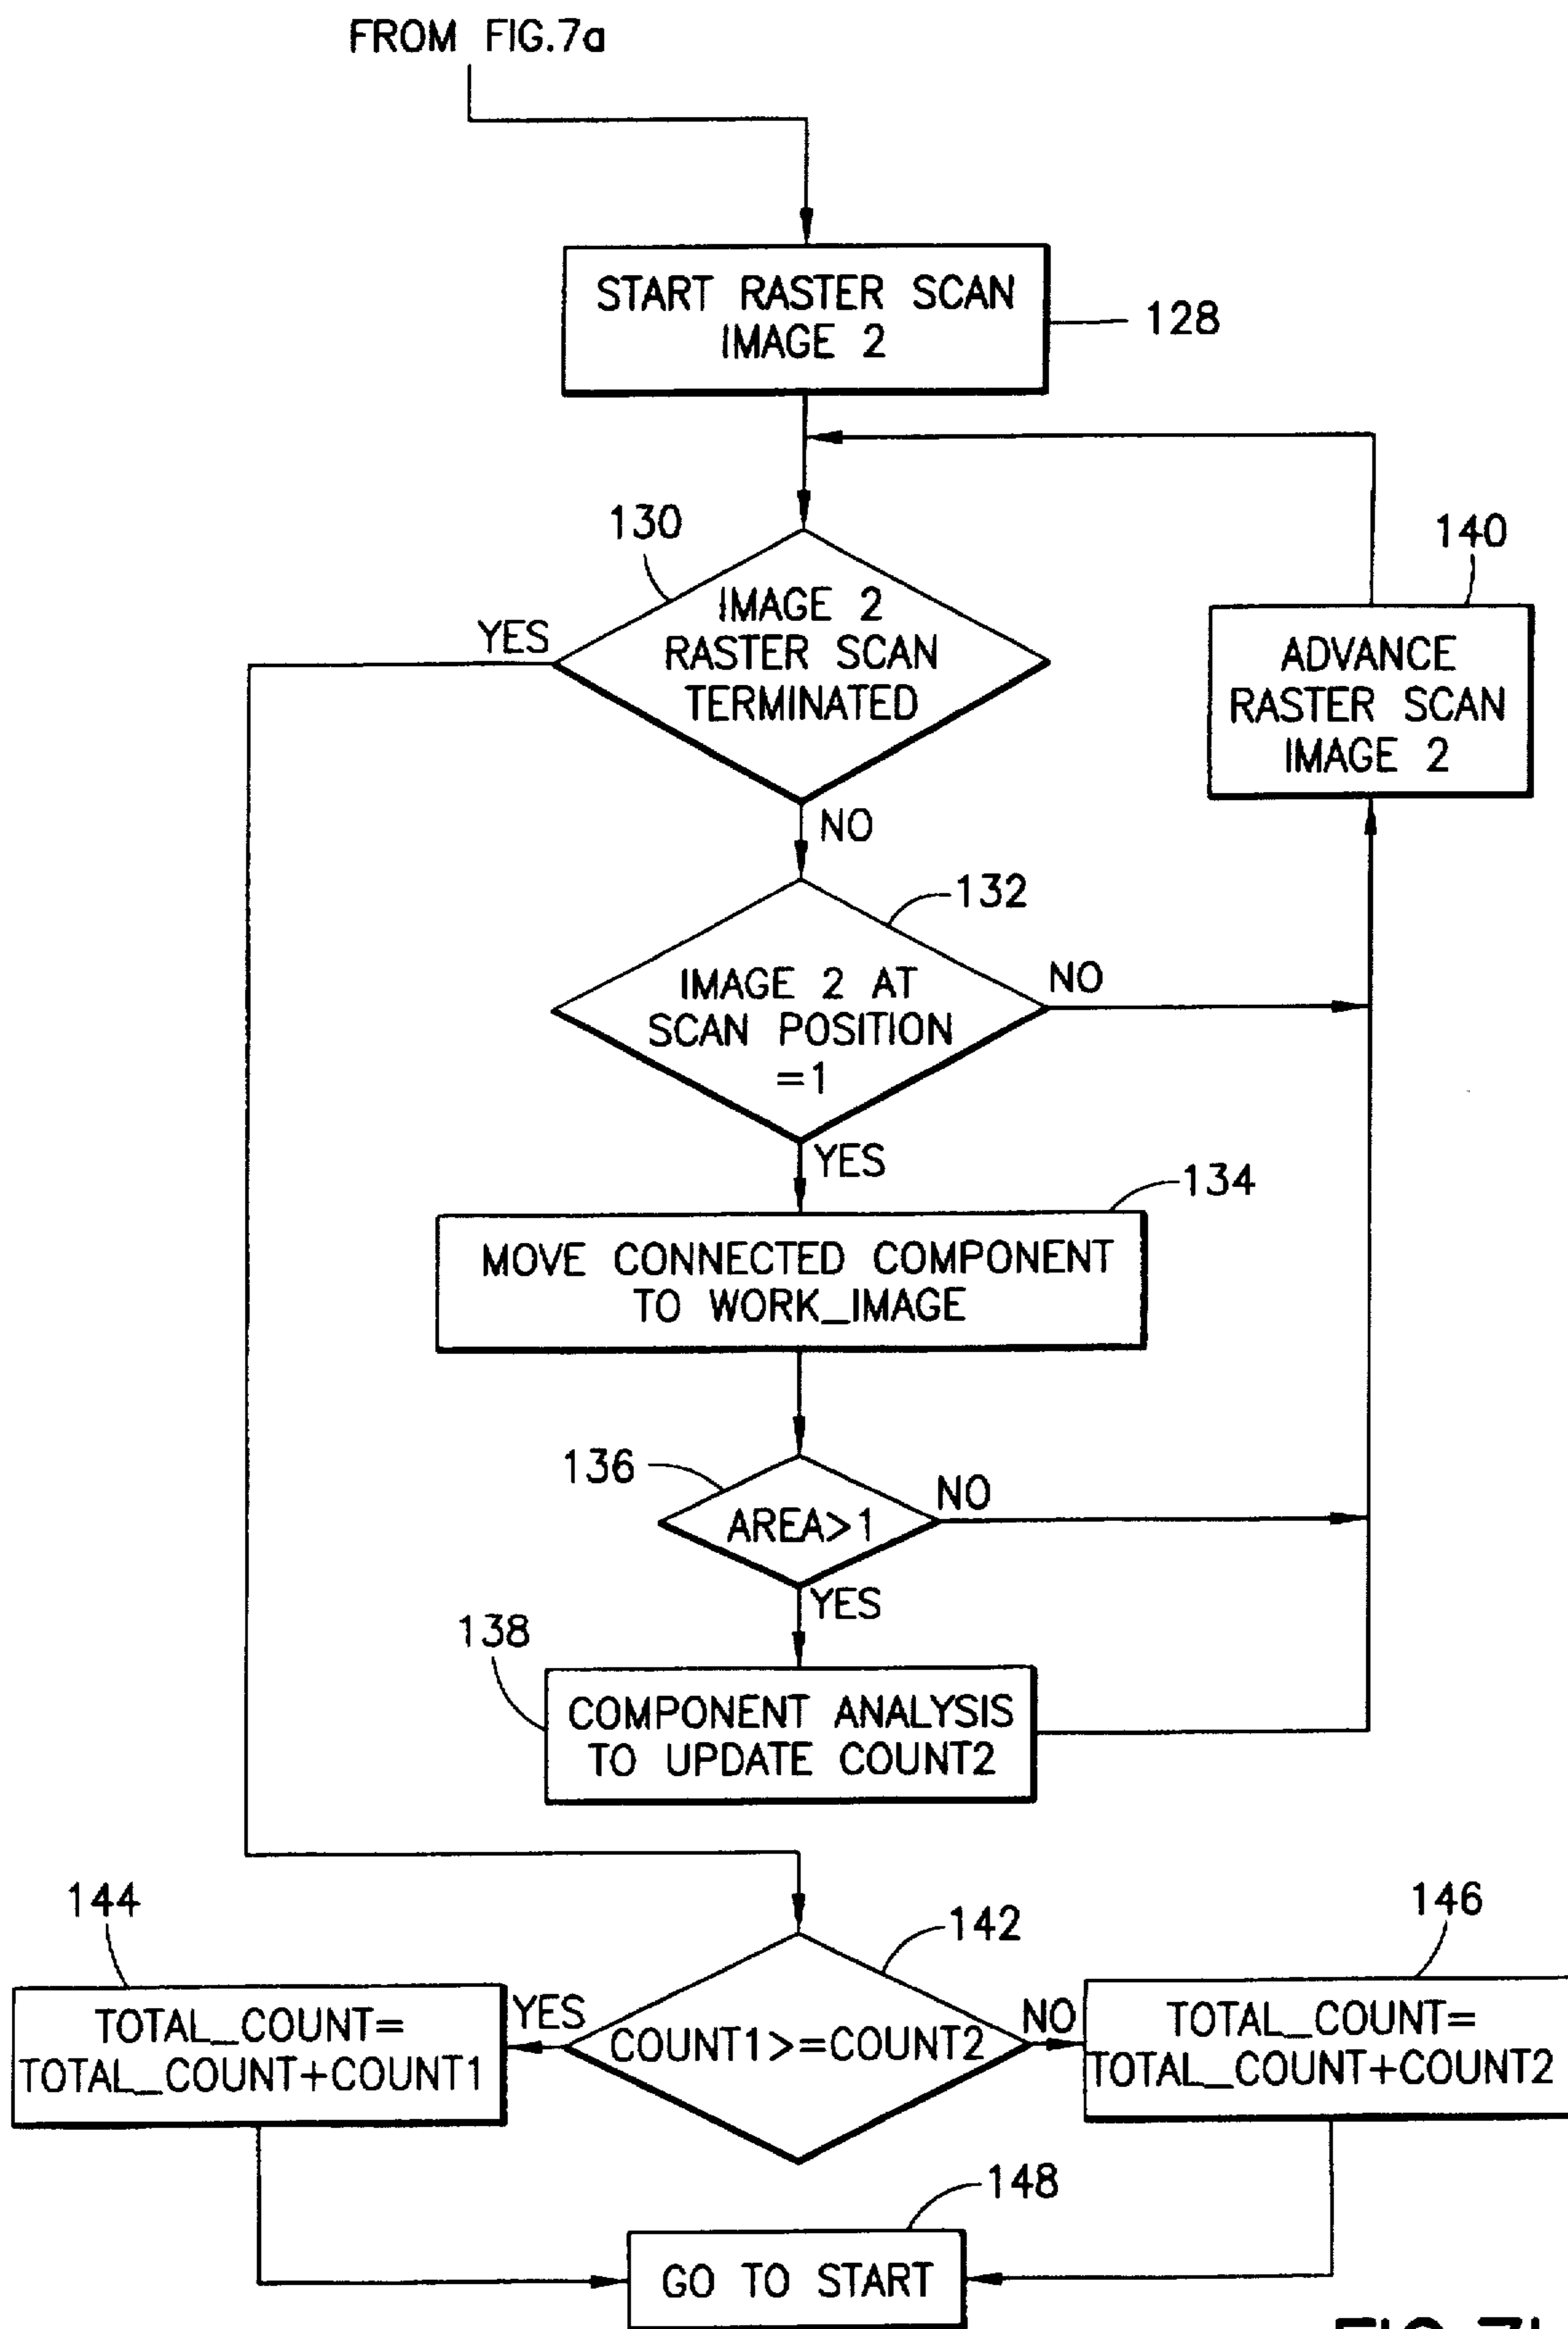 FROM FIG.7a
START RASTER SCAN
IMAGE 2
128
130
IMAGE 2
RASTER SCAN
TERMINATED
YES
NO
140
ADVANCE
RASTER SCAN
IMAGE 2
132
IMAGE 2 AT
SCAN POSITION
=1
NO
YES
134
MOVE CONNECTED COMPONENT
TO WORK_IMAGE
136
AREA>1
NO
YES
138
COMPONENT ANALYSIS
TO UPDATE COUNT2
144
142
146
TOTAL_COUNT=
TOTAL_COUNT+COUNT1
YES
COUNT1>=COUNT2
NO
TOTAL_COUNT=
TOTAL_COUNT+COUNT2
148
GO TO START